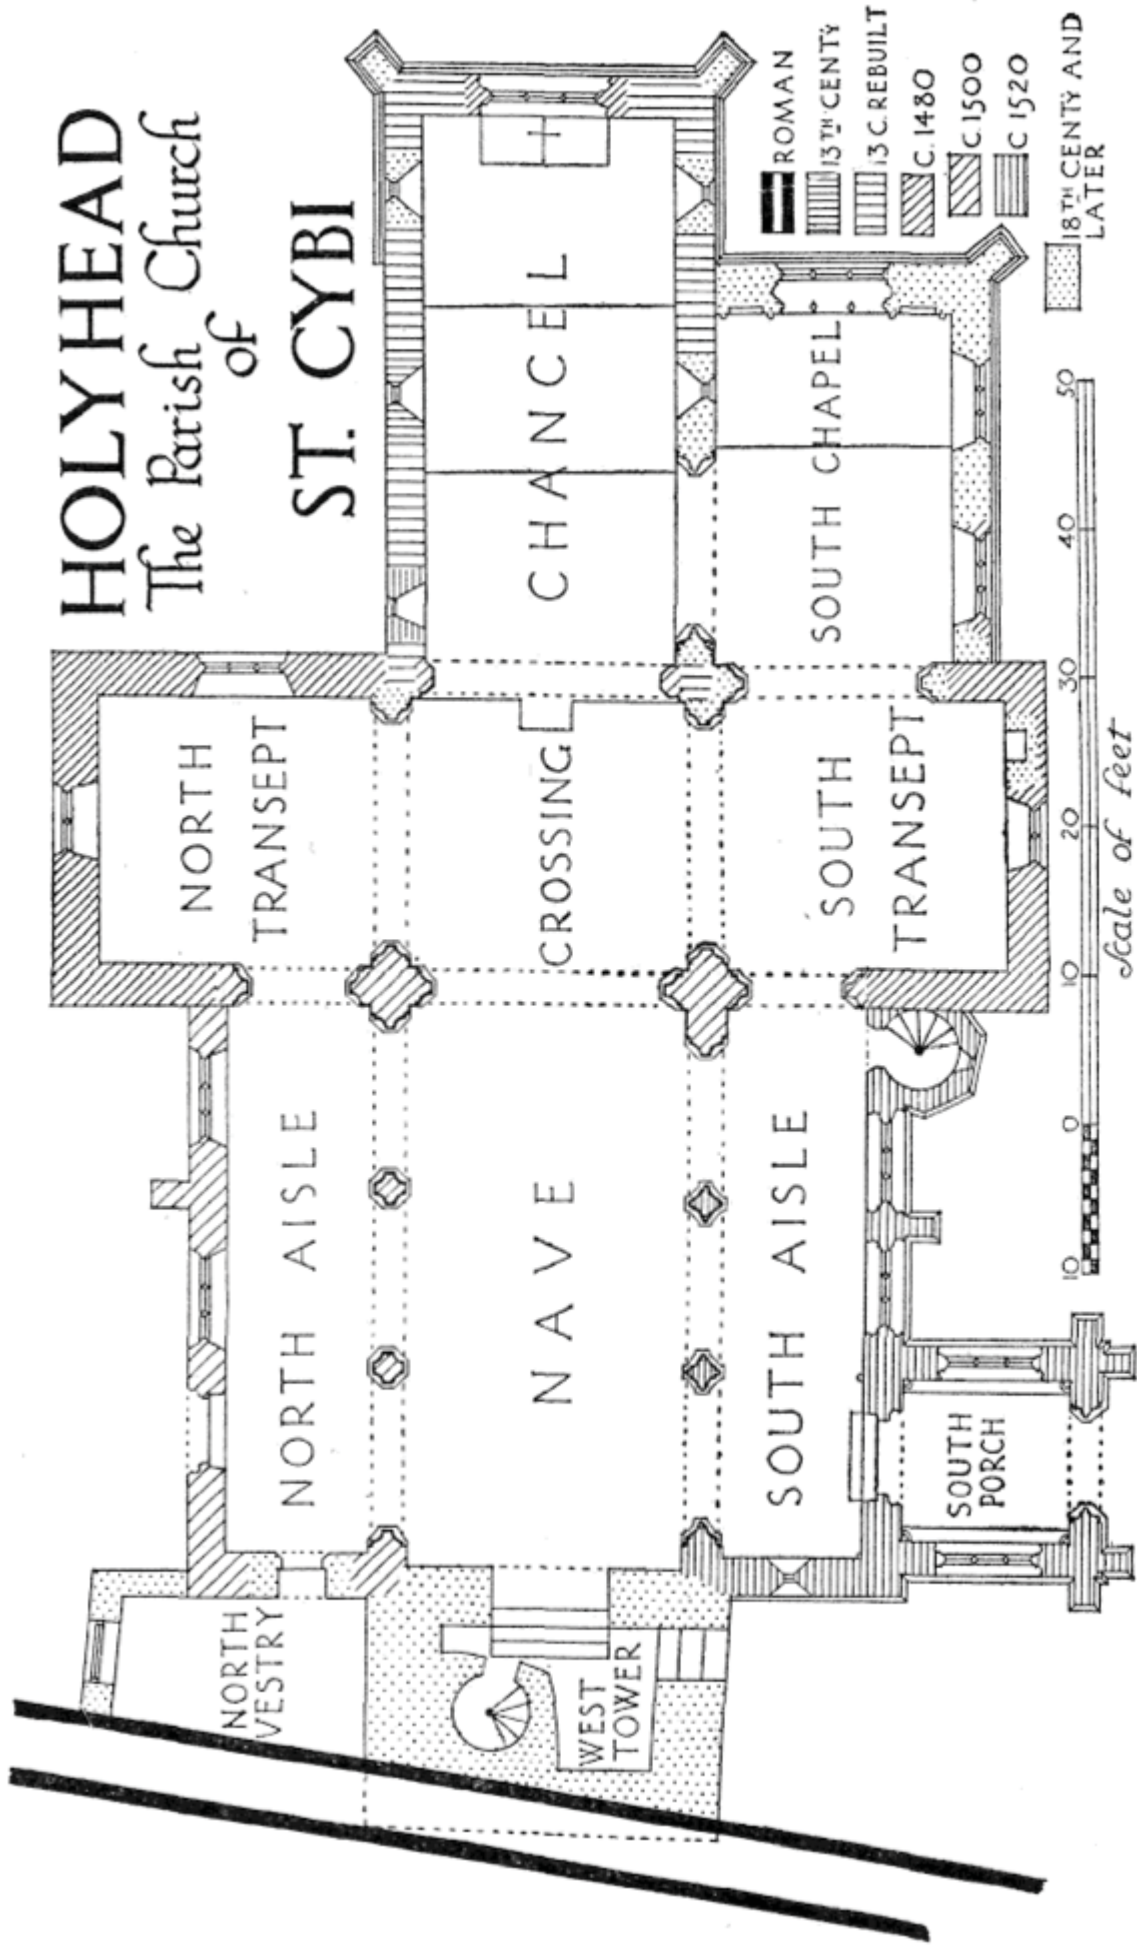 HOLYHEAD
The Parish Church
of
ST. CYBI
NORTH
TRANSEPT
CHANCEL
CROSSING
SOUTH CHAPEL
SOUTH
TRANSEPT
NORTH AISLE
NAVE
SOUTH AISLE
NORTH
VESTRY
WEST
TOWER
SOUTH
PORCH
ROMAN
13TH CENTY
13 C. REBUILT
C. 1480
C. 1500
C 1520
18TH CENTY AND
LATER
10 0 10 20 30 40 50
Scale of feet